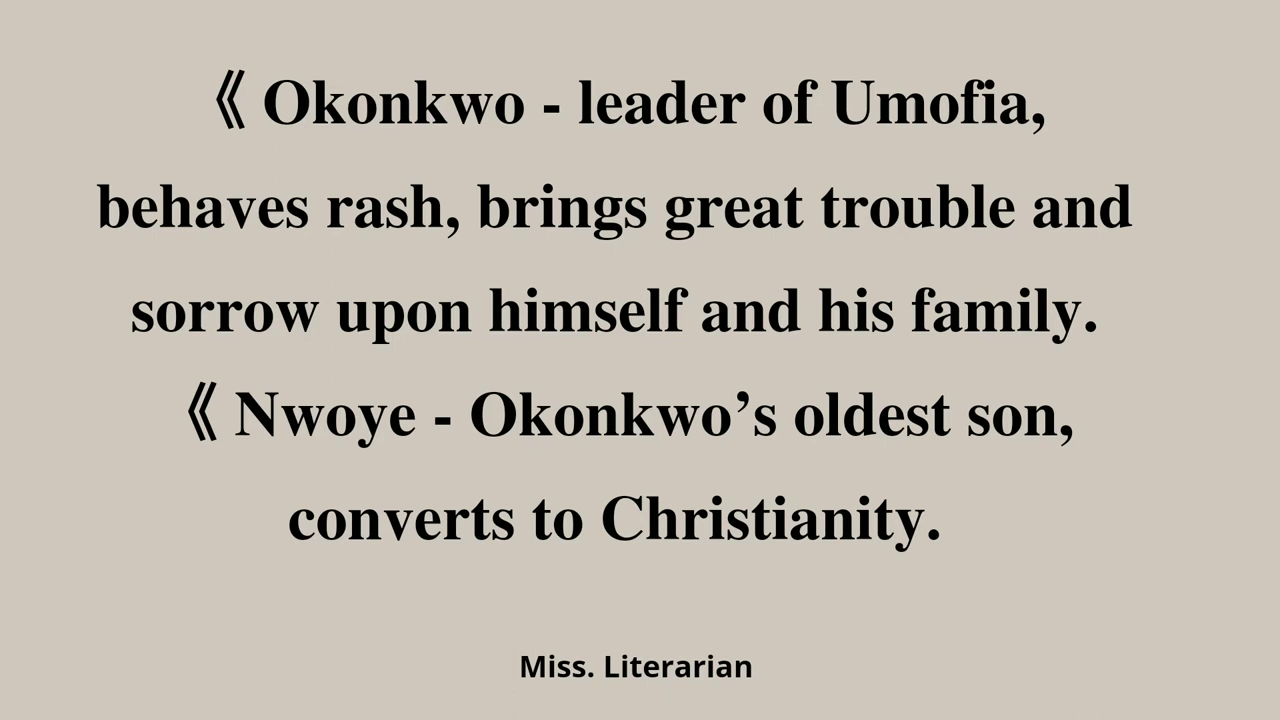 《 Okonkwo - leader of Umofia,
behaves rash, brings great trouble and
sorrow upon himself and his family.
《 Nwoye - Okonkwo’s oldest son,
converts to Christianity.
Miss. Literarian